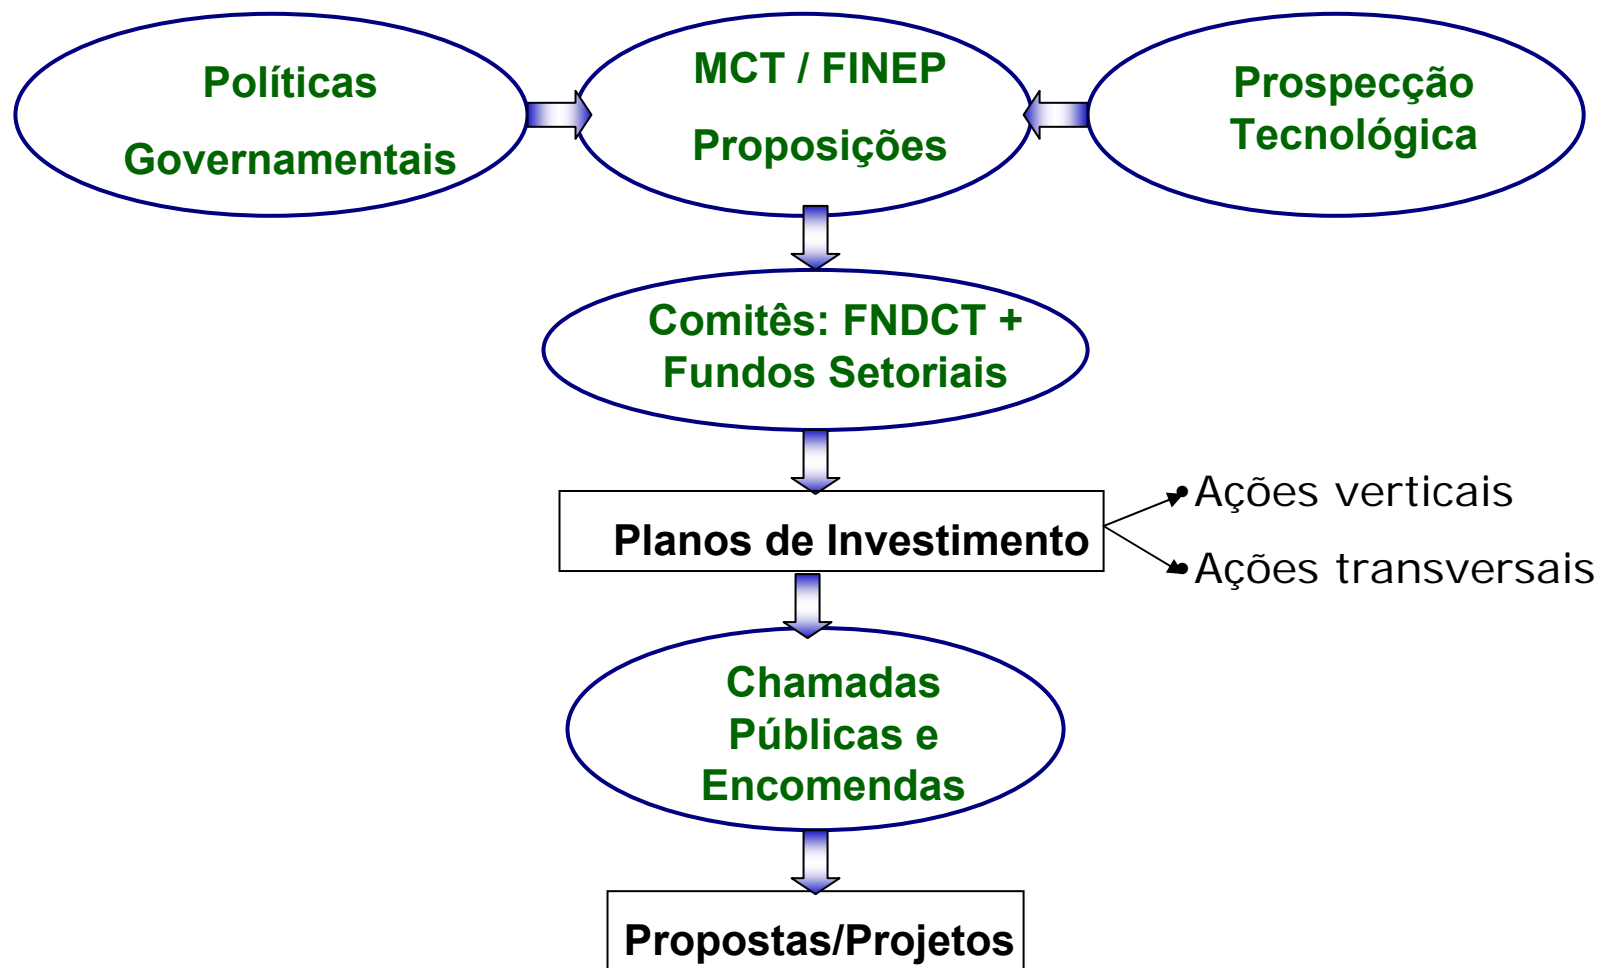 Políticas
Governamentais
MCT / FINEP
Proposições
Prospecção
Tecnológica
Comitês: FNDCT +
Fundos Setoriais
Planos de Investimento
•Ações verticais
•Ações transversais
Chamadas
Públicas e
Encomendas
Propostas/Projetos